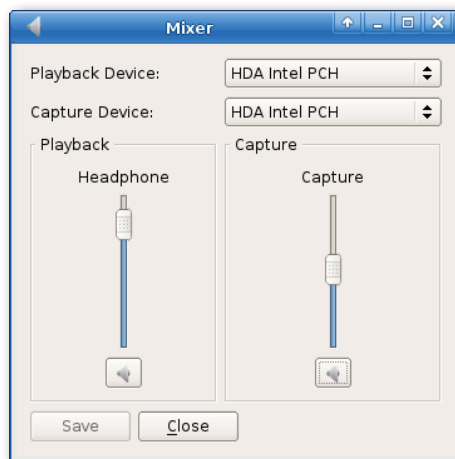 Mixer
Playback Device: HDA Intel PCH
Capture Device: HDA Intel PCH
Playback
Headphone
Capture
Capture
Save Close